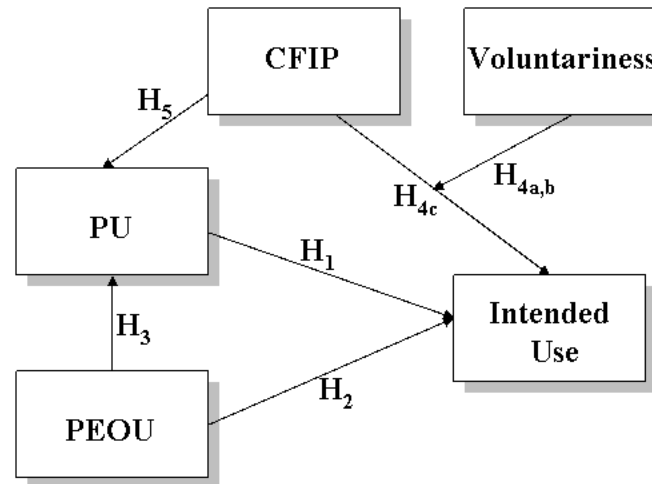 CFIP
Voluntariness
H5
H4a,b
H4c
PU
H1
Intended
Use
H3
H2
PEOU